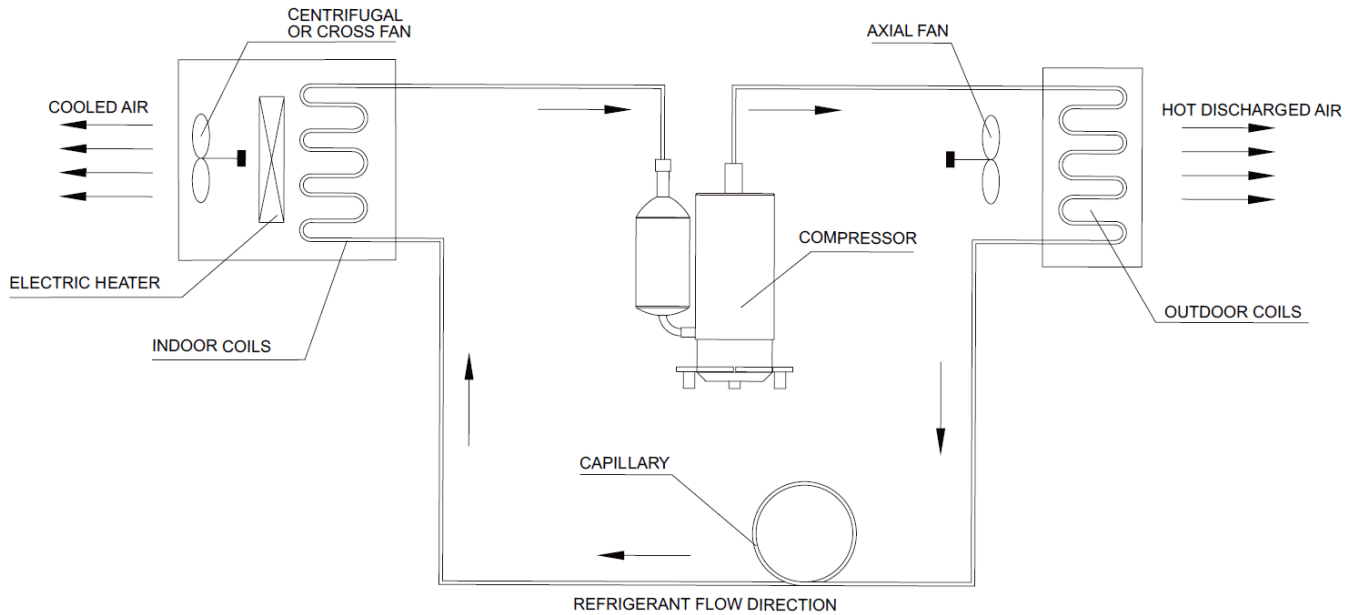 CENTRIFUGAL
OR CROSS FAN
AXIAL FAN
COOLED AIR
HOT DISCHARGED AIR
COMPRESSOR
ELECTRIC HEATER
OUTDOOR COILS
INDOOR COILS
CAPILLARY
REFRIGERANT FLOW DIRECTION